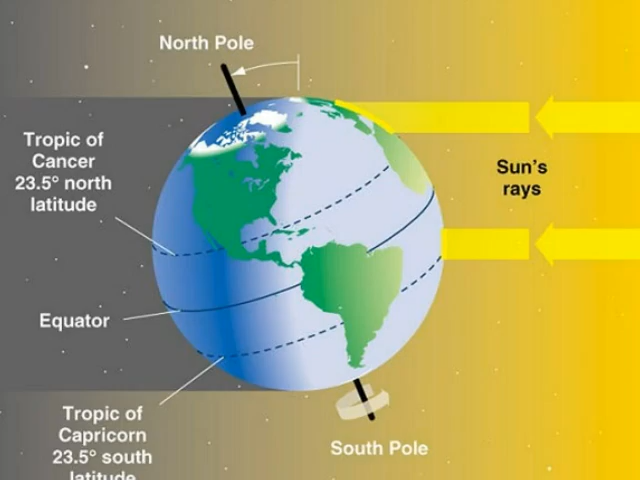 North Pole
Tropic of
Cancer
23.5° north
latitude
Sun's
rays
Equator
Tropic of
Capricorn
23.5° south
latitude
South Pole